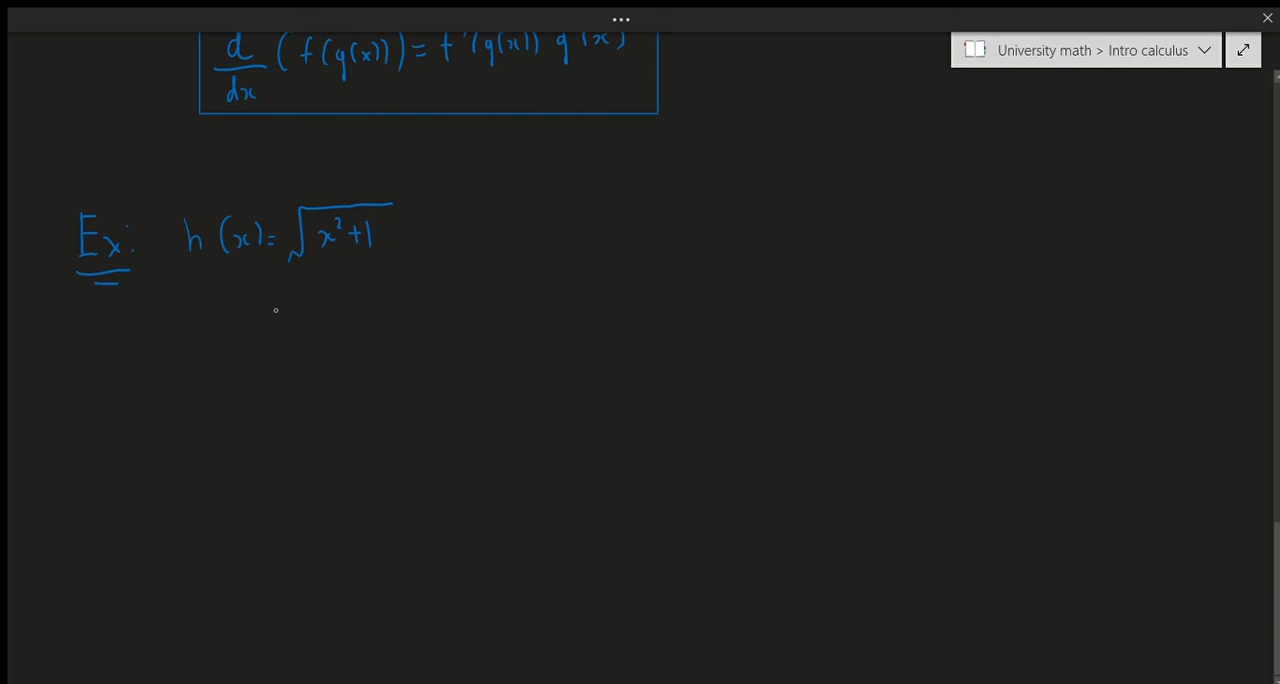 University math > Intro calculus
d/dx (f(g(x))) = f'(g(x)) g'(x)
Ex: h(x) = √(x²+1)